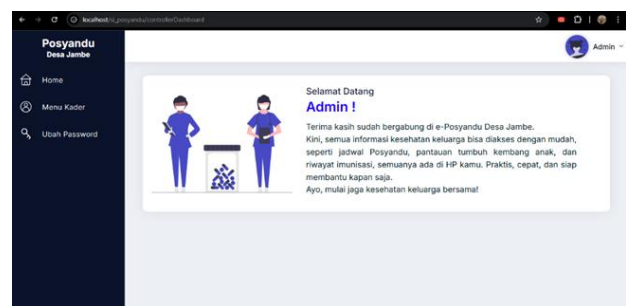 localhost/si_posyandu/controllerDashboard
Posyandu
Desa Jambe
Admin
Home
Menu Kader
Ubah Password
Selamat Datang
Admin !
Terima kasih sudah bergabung di e-Posyandu Desa Jambe.
Kini, semua informasi kesehatan keluarga bisa diakses dengan mudah,
seperti jadwal Posyandu, pantauan tumbuh kembang anak, dan
riwayat imunisasi, semuanya ada di HP kamu. Praktis, cepat, dan siap
membantu kapan saja.
Ayo, mulai jaga kesehatan keluarga bersama!